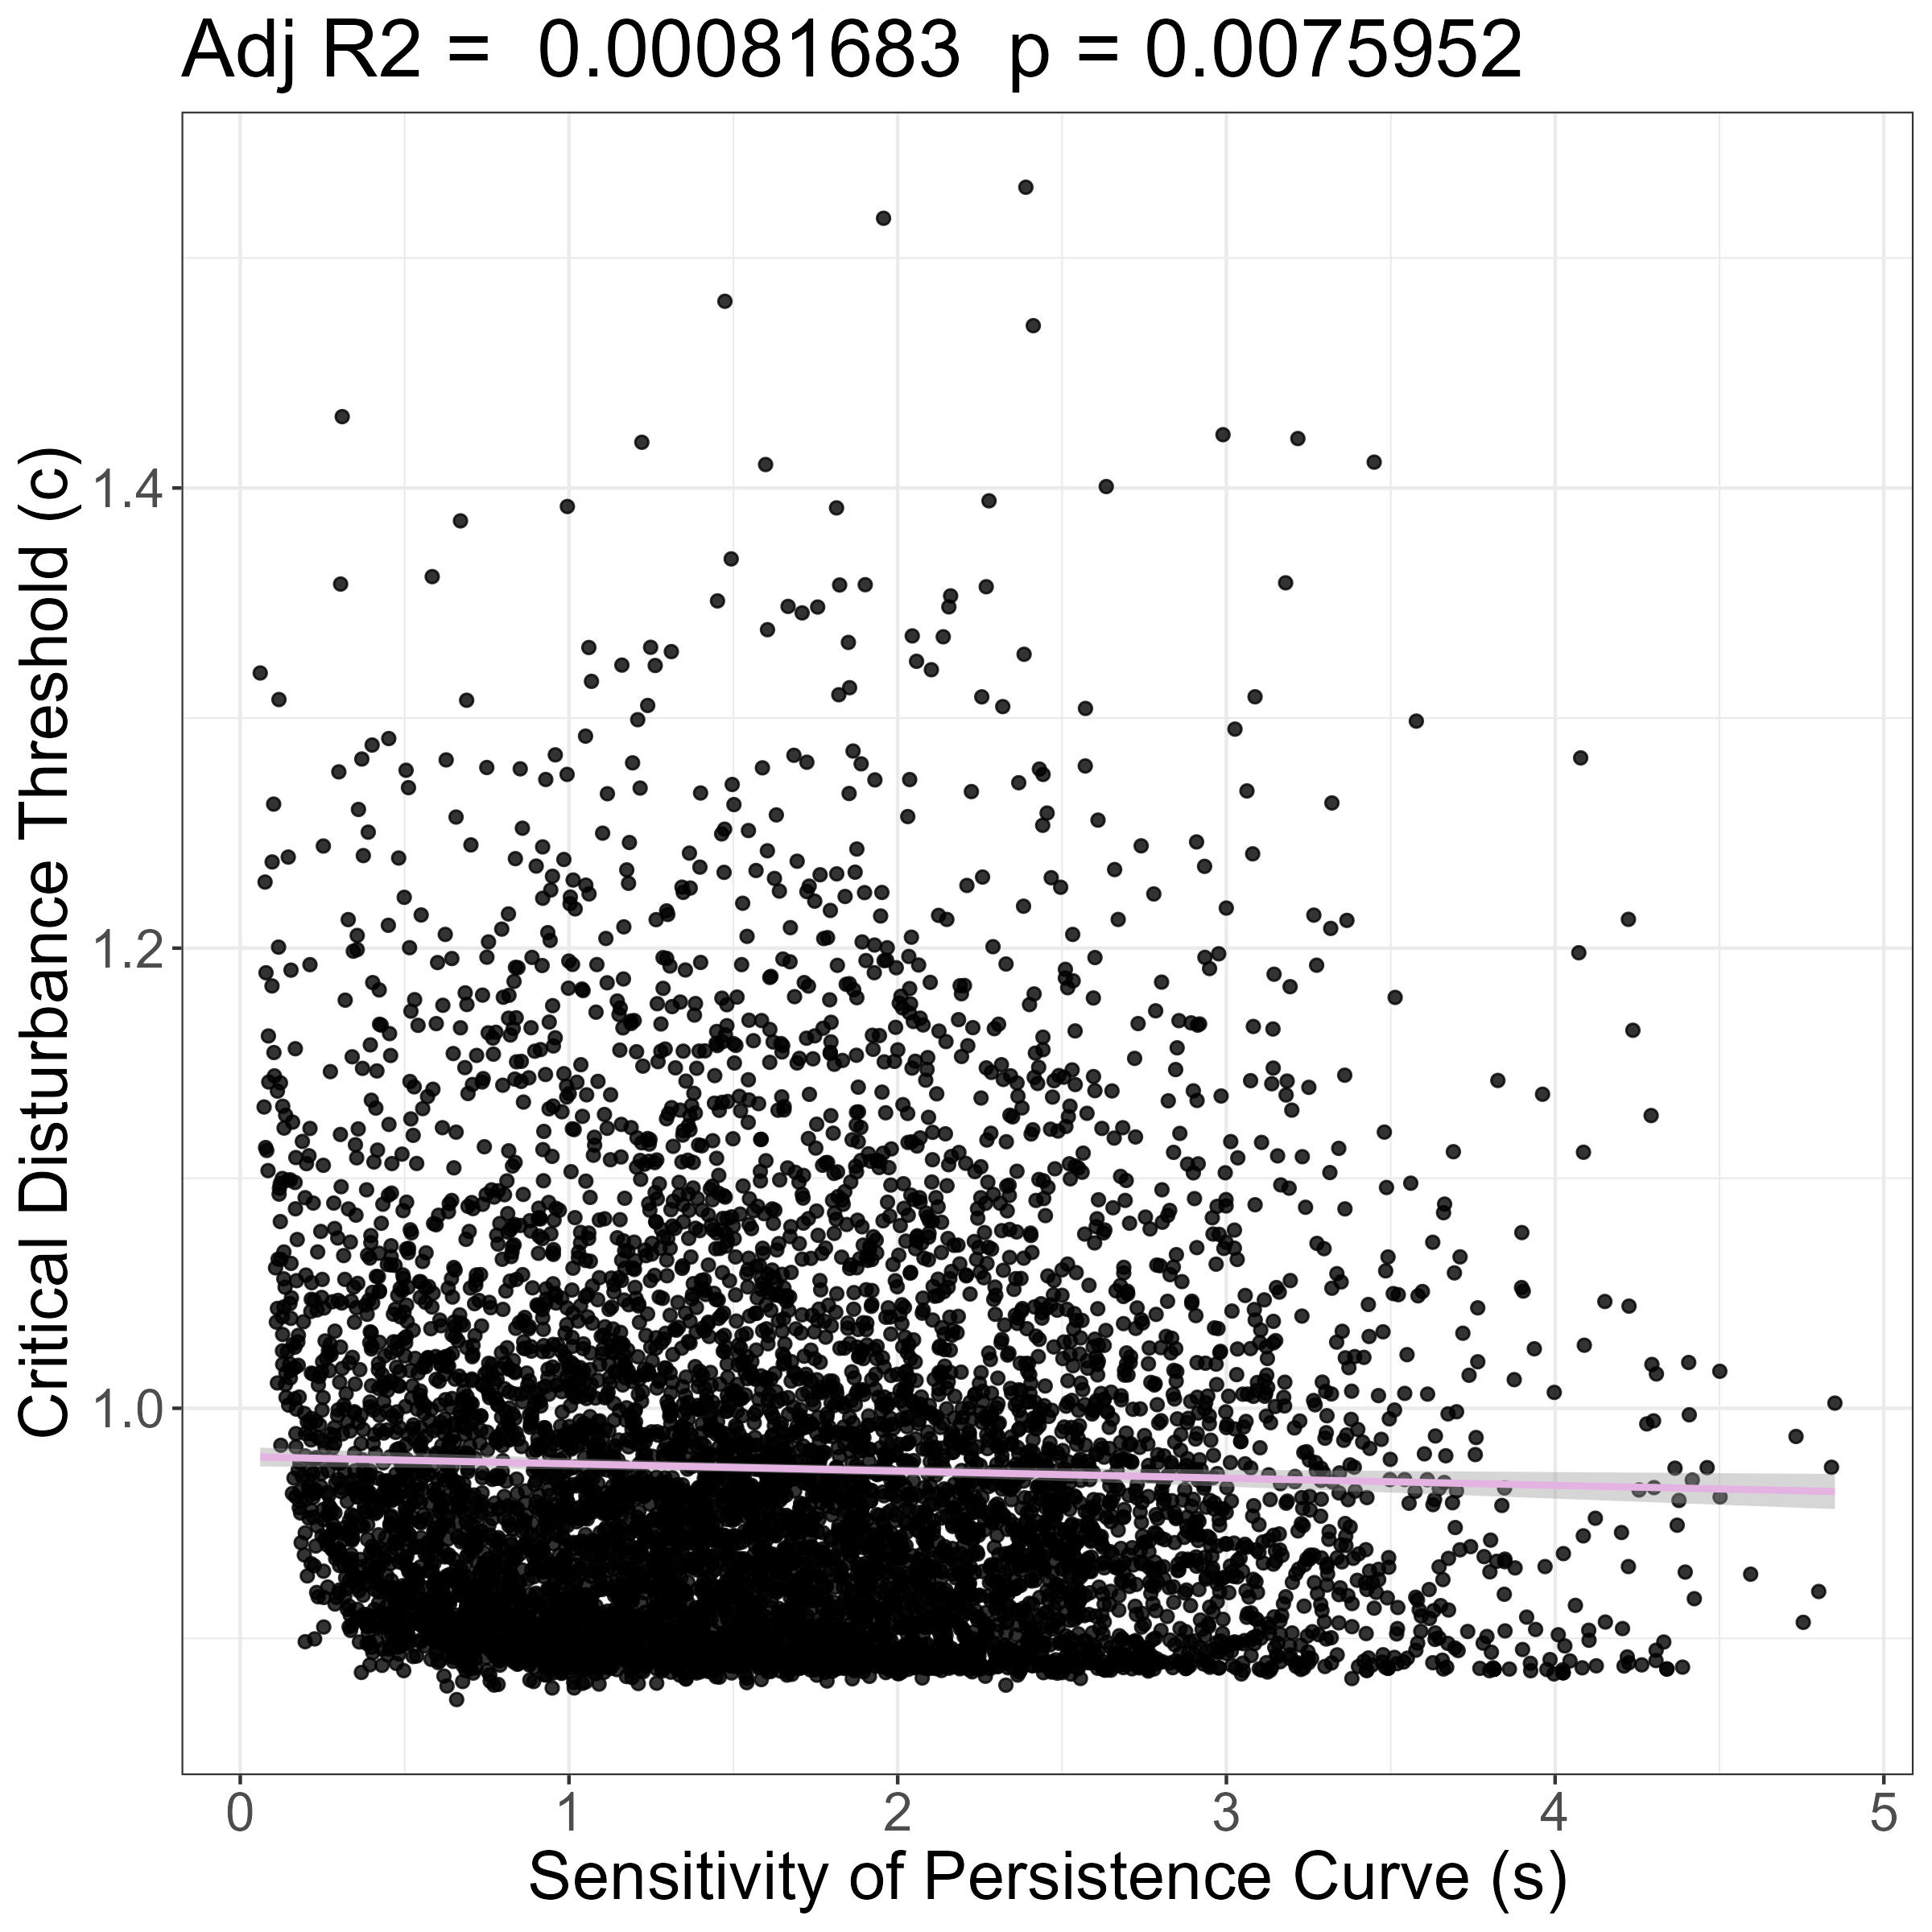 Adj R2 =  0.00081683  p = 0.0075952
Critical Disturbance Threshold (c)
1.4
1.2
1.0
0 1 2 3 4 5
Sensitivity of Persistence Curve (s)